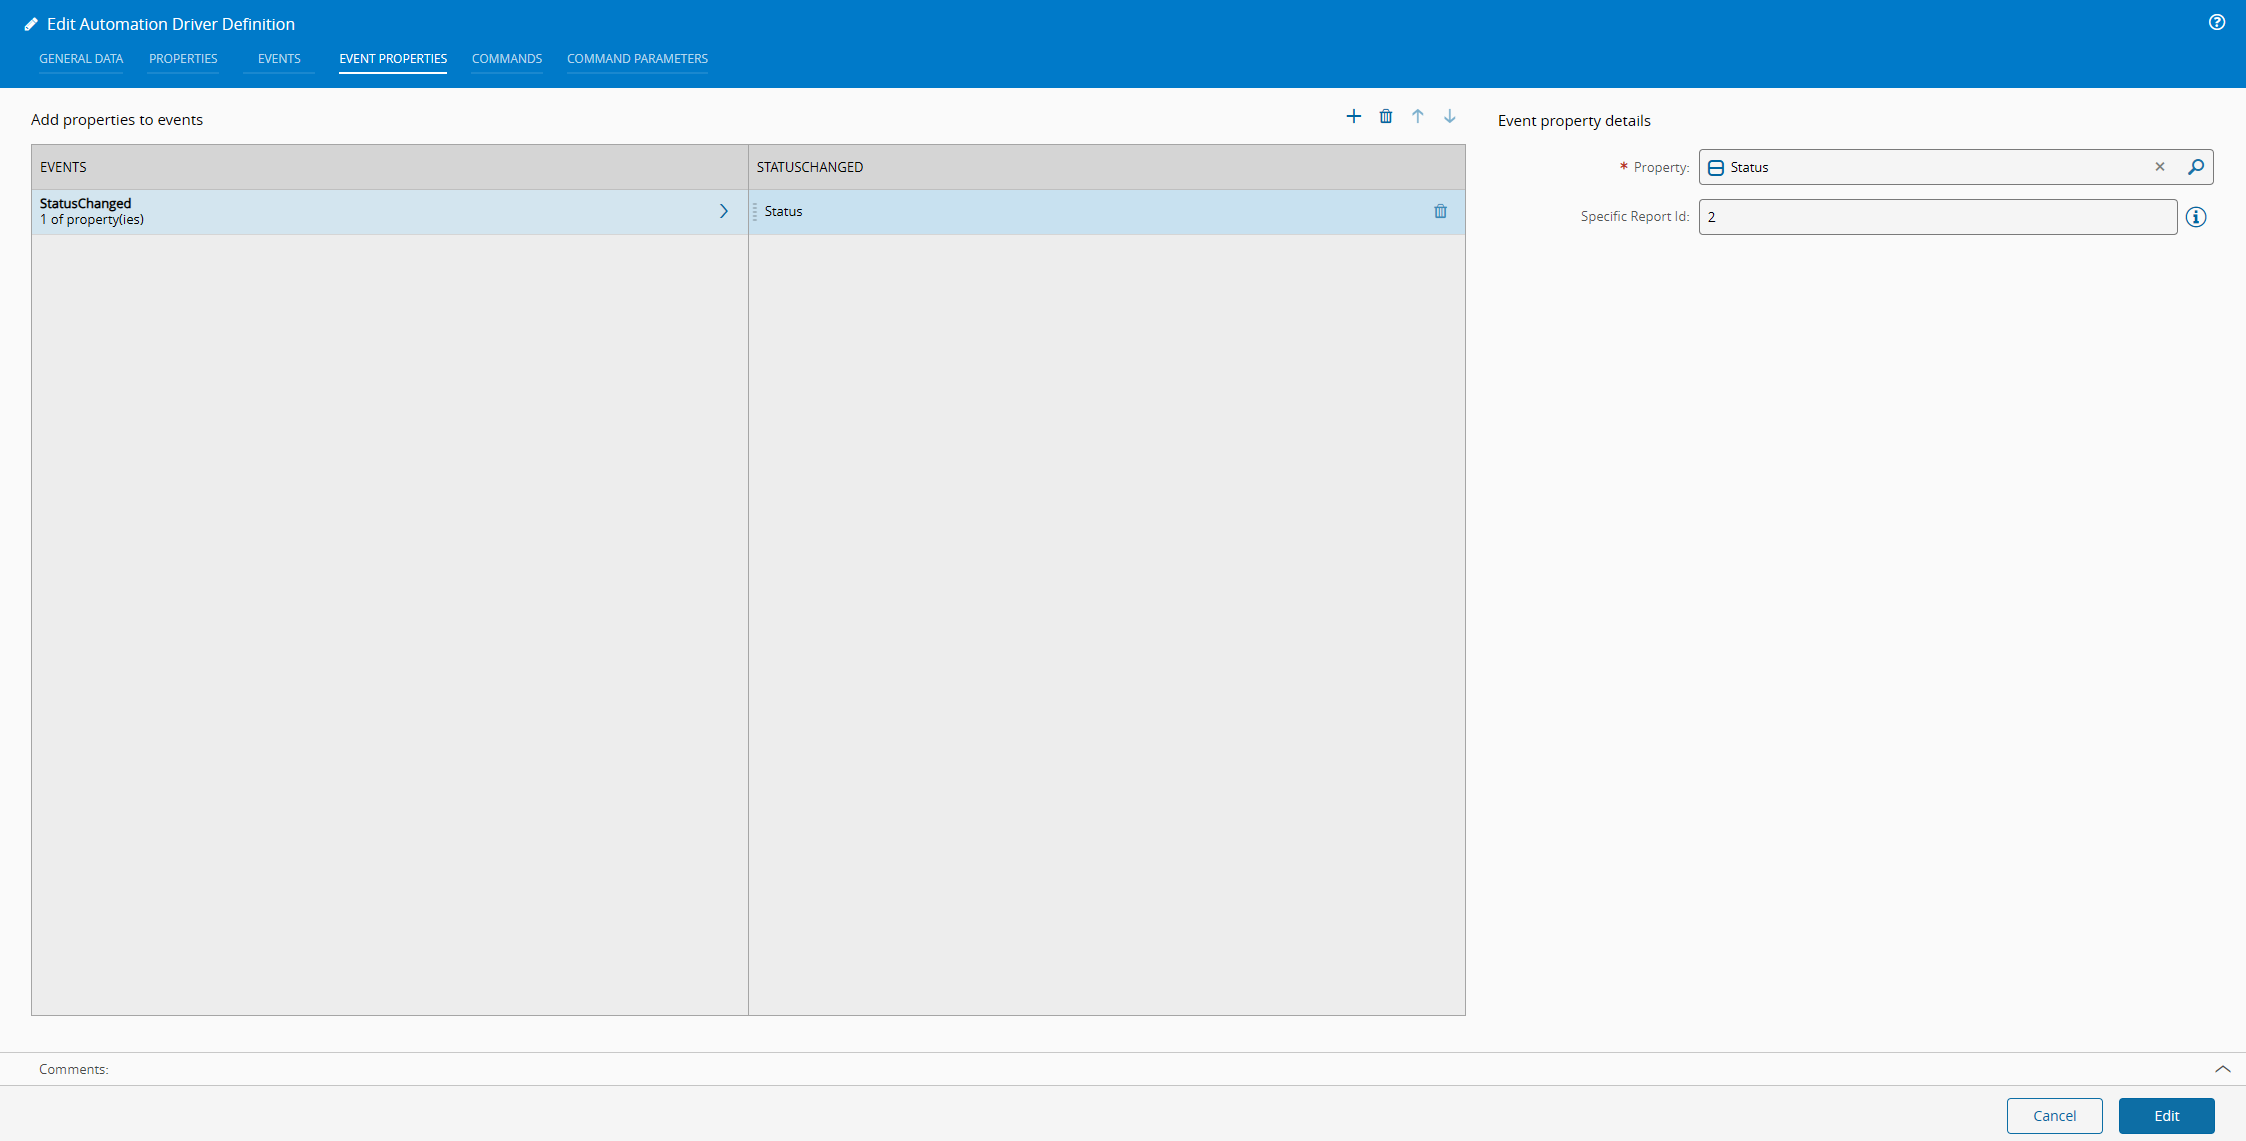 Edit Automation Driver Definition
GENERAL DATA PROPERTIES EVENTS EVENT PROPERTIES COMMANDS COMMAND PARAMETERS
Add properties to events
EVENTS
StatusChanged
1 of property(ies)
STATUSCHANGED
Status
Event property details
* Property: Status
Specific Report Id: 2
Comments:
Cancel Edit